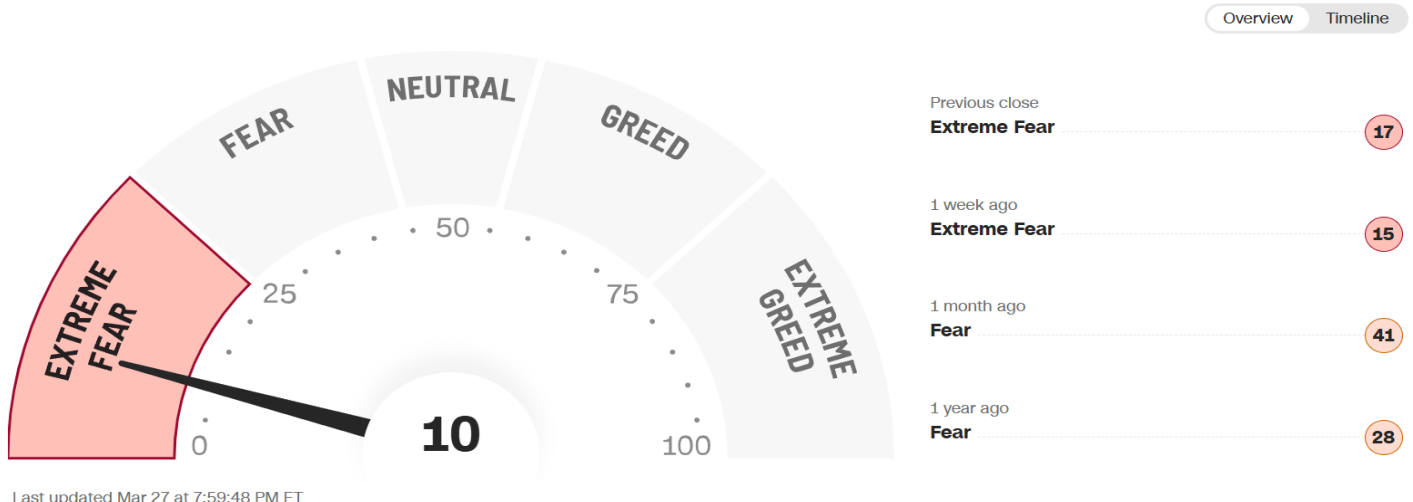 Overview
Timeline
EXTREME
FEAR
FEAR
NEUTRAL
GREED
EXTREME
GREED
0
25
50
75
100
10
Last updated Mar 27 at 7:59:48 PM ET
Previous close
Extreme Fear
17
1 week ago
Extreme Fear
15
1 month ago
Fear
41
1 year ago
Fear
28